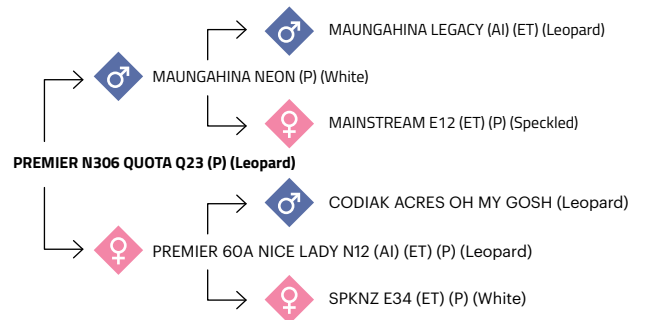 MAUNGAHINA LEGACY (AI) (ET) (Leopard)
MAUNGAHINA NEON (P) (White)
MAINSTREAM E12 (ET) (P) (Speckled)
PREMIER N306 QUOTA Q23 (P) (Leopard)
CODIAK ACRES OH MY GOSH (Leopard)
PREMIER 60A NICE LADY N12 (AI) (ET) (P) (Leopard)
SPKNZ E34 (ET) (P) (White)